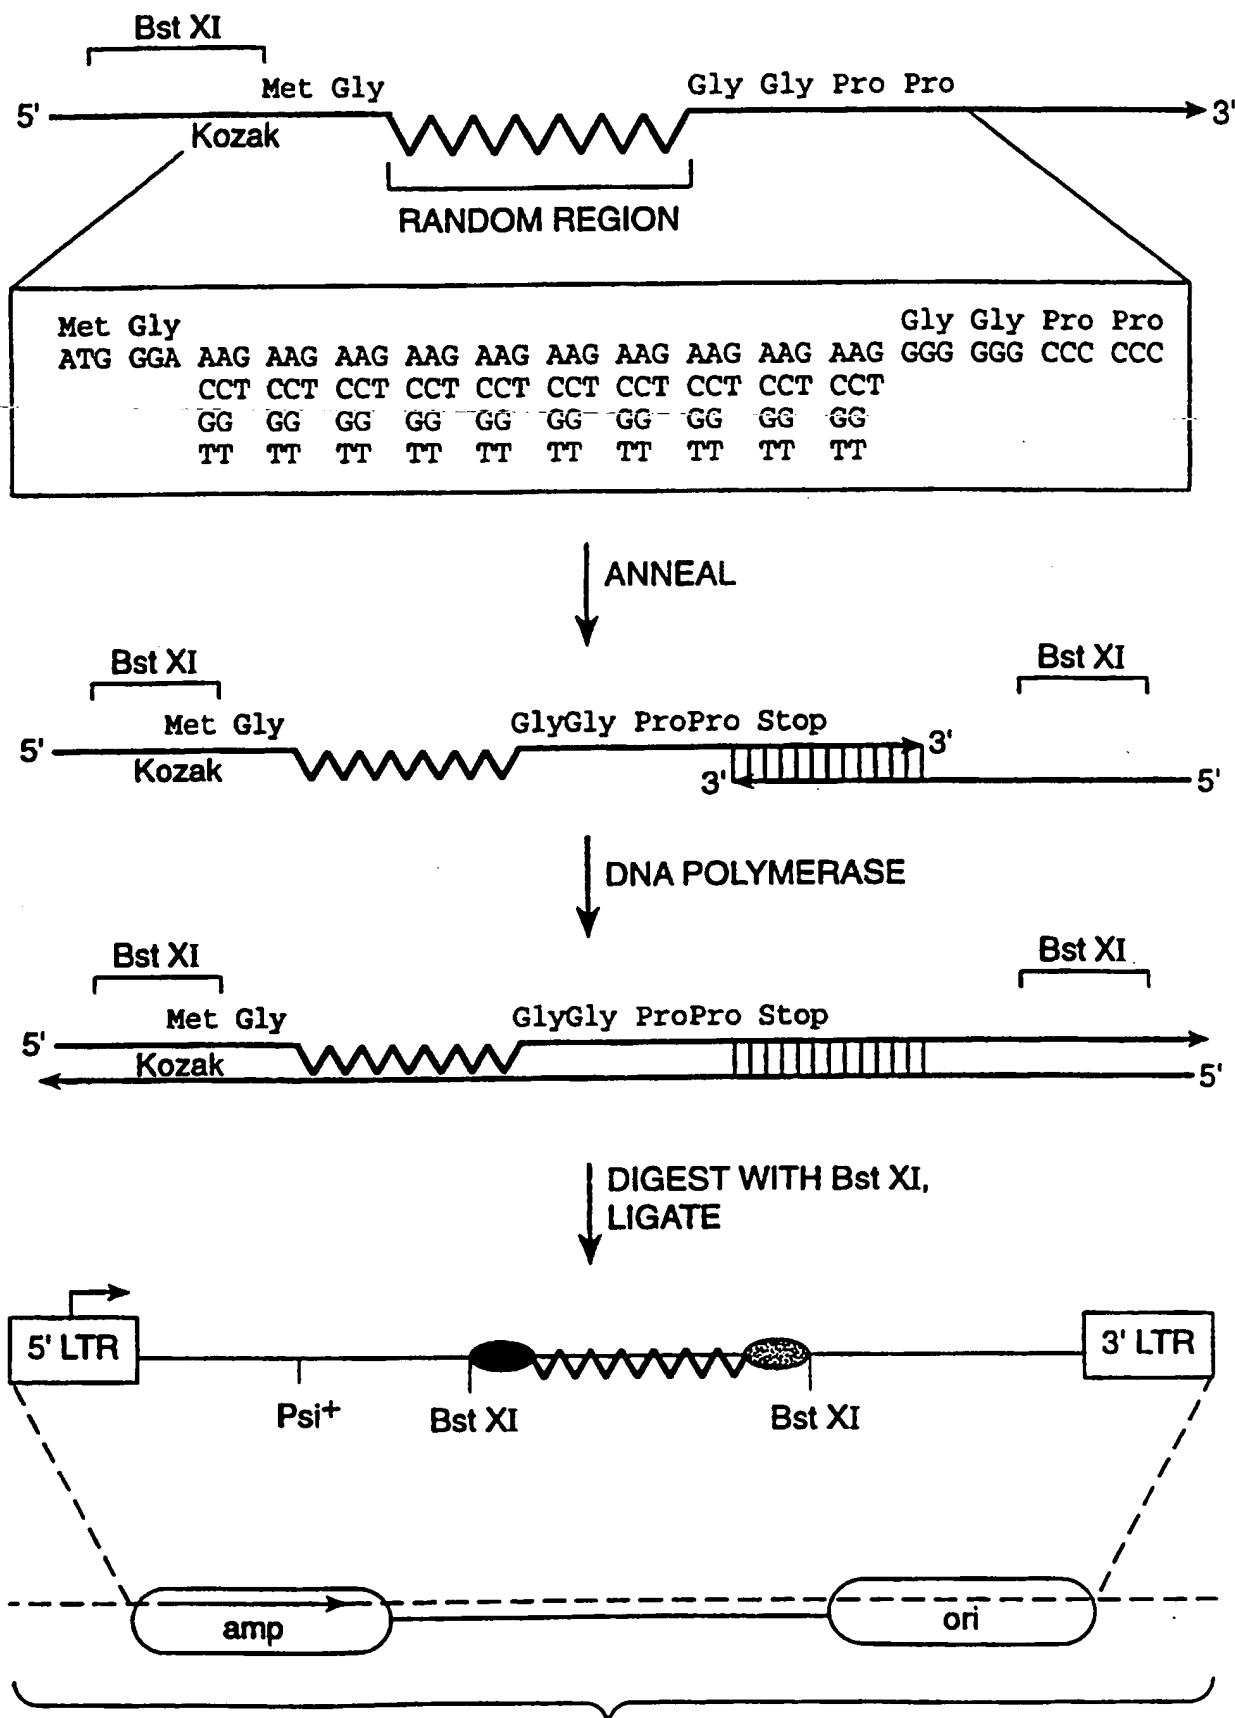 Bst XI
Met Gly
Gly Gly Pro Pro
5'
3'
Kozak
RANDOM REGION
Met Gly
Gly Gly Pro Pro
ATG GGA AAG AAG AAG AAG AAG AAG AAG AAG AAG AAG GGG GGG CCC CCC
CCT CCT CCT CCT CCT CCT CCT CCT CCT CCT
GG GG GG GG GG GG GG GG GG GG
TT TT TT TT TT TT TT TT TT TT
ANNEAL
Bst XI
Bst XI
Met Gly
GlyGly ProPro Stop
5'
3'
Kozak
3'
5'
DNA POLYMERASE
Bst XI
Bst XI
Met Gly
GlyGly ProPro Stop
5'
Kozak
5'
DIGEST WITH Bst XI,
LIGATE
5' LTR
3' LTR
Psi+
Bst XI
Bst XI
amp
ori